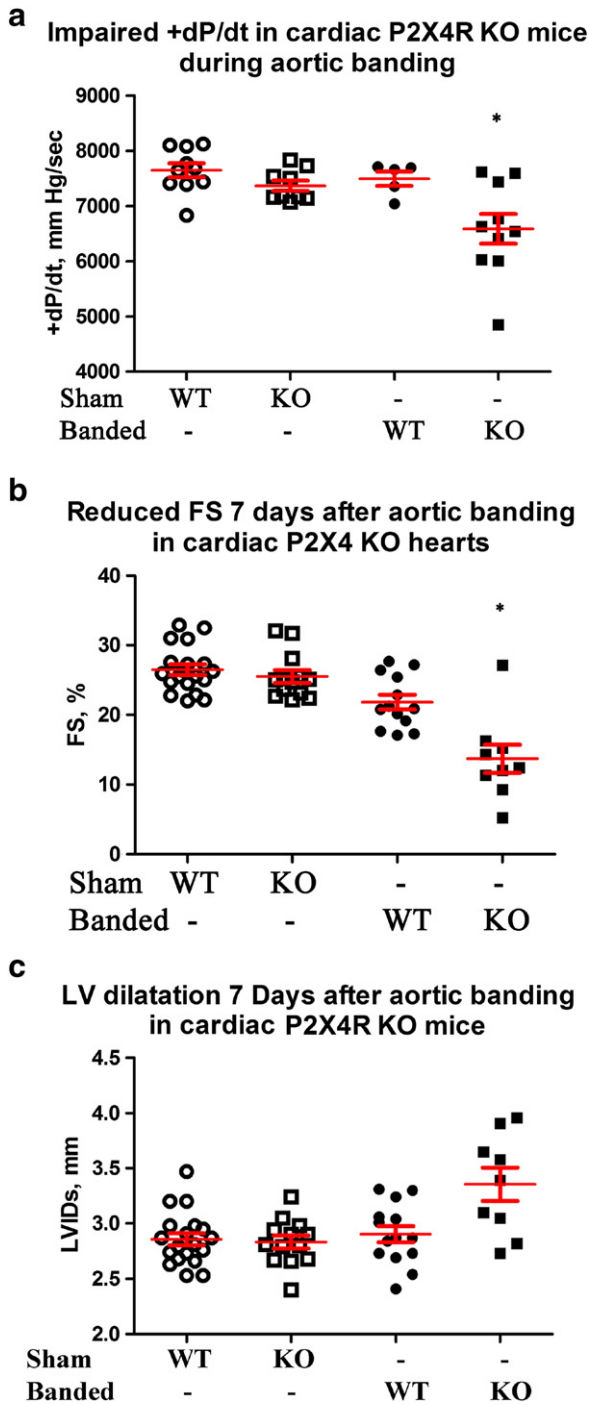 a
Impaired +dP/dt in cardiac P2X4R KO mice
during aortic banding
9000
8000
7000
6000
5000
4000
+dP/dt, mm Hg/sec
*
Sham WT KO - -
Banded - - WT KO
b
Reduced FS 7 days after aortic banding
in cardiac P2X4 KO hearts
40
30
20
10
0
FS, %
*
Sham WT KO - -
Banded - - WT KO
c
LV dilatation 7 Days after aortic banding
in cardiac P2X4R KO mice
4.5
4.0
3.5
3.0
2.5
2.0
LVIDs, mm
Sham WT KO - -
Banded - - WT KO